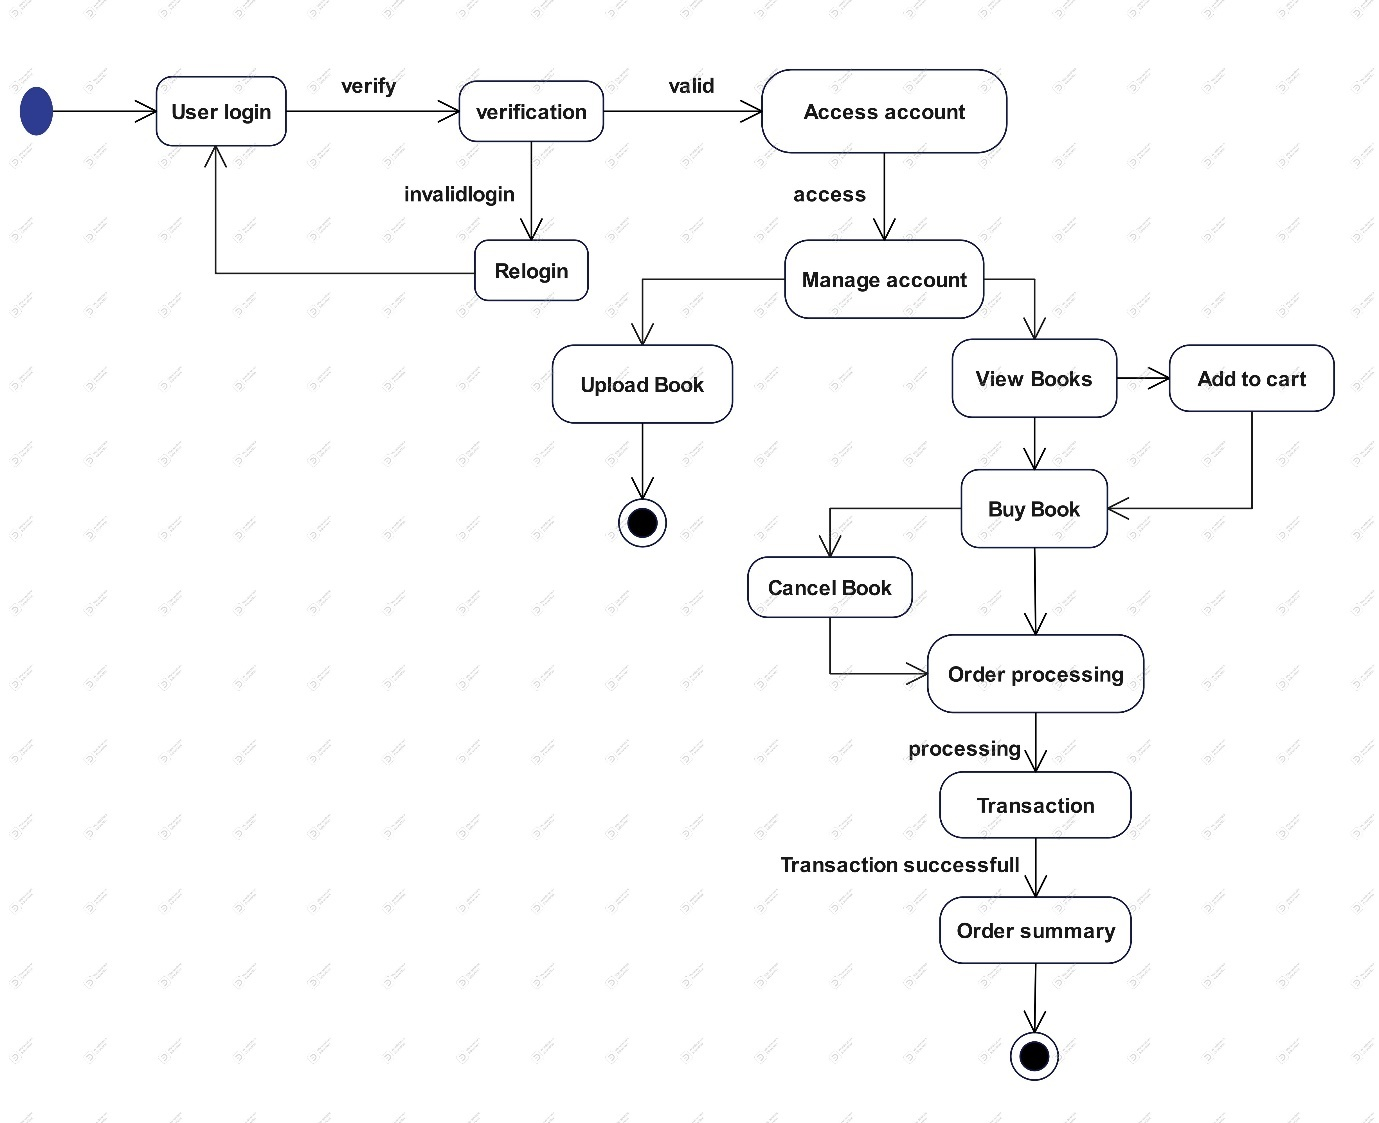 verify
valid
User login
verification
Access account
invalidlogin
access
Relogin
Manage account
Upload Book
View Books
Add to cart
Buy Book
Cancel Book
Order processing
processing
Transaction
Transaction successfull
Order summary